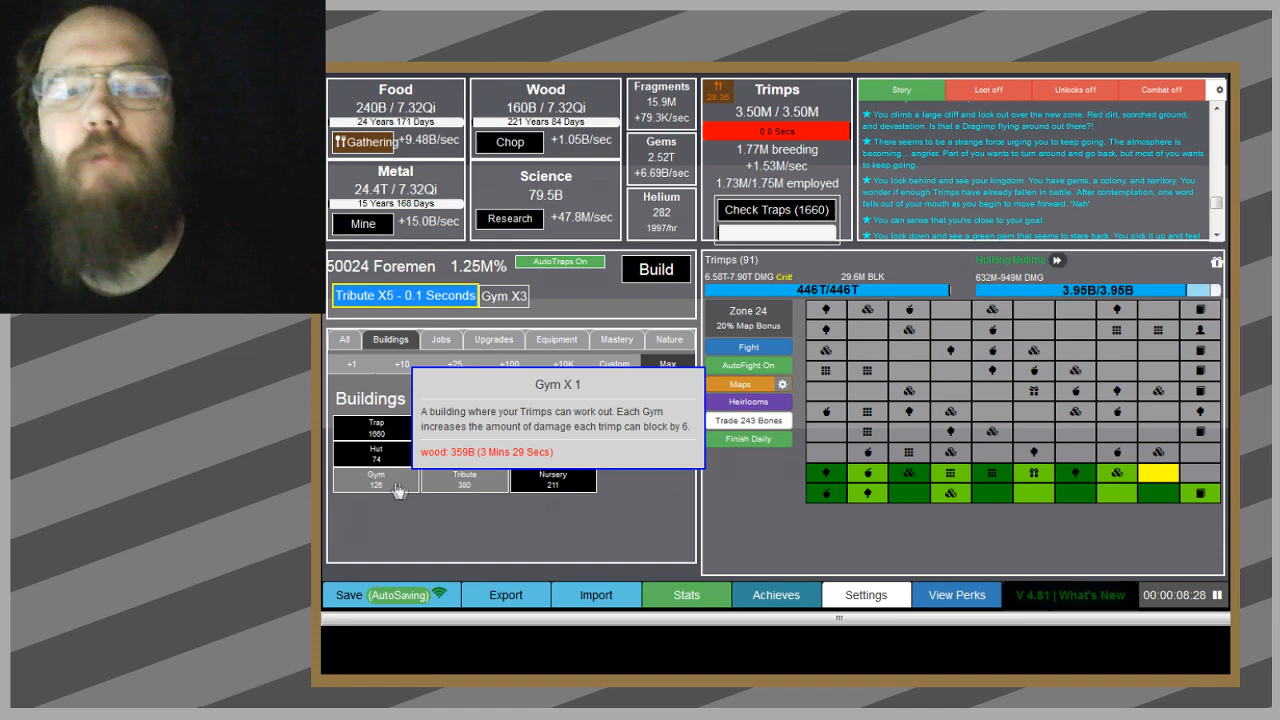 Food
240B / 7.32Qi
24 Years 171 Days
Gathering
+9.48B/sec
Wood
160B / 7.32Qi
221 Years 84 Days
Chop
+1.05B/sec
Metal
24.4T / 7.32Qi
15 Years 168 Days
Mine
+15.0B/sec
Science
79.5B
Research
+47.8M/sec
Fragments
15.9M
+79.3K/sec
Gems
2.52T
+6.69B/sec
Helium
282
1997/hr
28:35
Trimps
3.50M / 3.50M
0.0 Secs
1.77M breeding
+1.53M/sec
1.73M/1.75M employed
Check Traps (1660)
Story
Loot off
Unlocks off
Combat off
★ You climb a large cliff and look out over the new zone. Red dirt, scorched ground,
and devastation. Is that a Dragimp flying around out there?!
★ There seems to be a strange force urging you to keep going. The atmosphere is
becoming... angrier. Part of you wants to turn around and go back, but most of you wants
to keep going.
★ You look behind and see your kingdom. You have gems, a colony, and territory. You
wonder if enough Trimps have already fallen in battle. After contemplation, one word
falls out of your mouth as you begin to move forward. 'Nah'
★ You can sense that you're close to your goal.
★ You look down and see a green gem that seems to stare back. You pick it up and feel
50024 Foremen
1.25M%
AutoTraps On
Build
Tribute X5 - 0.1 Seconds
Gym X3
All
Buildings
Jobs
Upgrades
Equipment
Mastery
Nature
+1
+10
+25
+100
+10K
Custom
Max
Buildings
Trap
1660
Hut
74
Gym
126
Tribute
380
Nursery
211
Gym X 1
A building where your Trimps can work out. Each Gym
increases the amount of damage each trimp can block by 6.
wood: 359B (3 Mins 29 Secs)
Trimps (91)
6.58T-7.90T DMG Crit!
29.6M BLK
446T/446T
Hulking Mutimp
632M-949M DMG
3.95B/3.95B
Zone 24
20% Map Bonus
Fight
AutoFight On
Maps
Heirlooms
Trade 243 Bones
Finish Daily
Save (AutoSaving)
Export
Import
Stats
Achieves
Settings
View Perks
V 4.81 | What's New
00:00:08:28